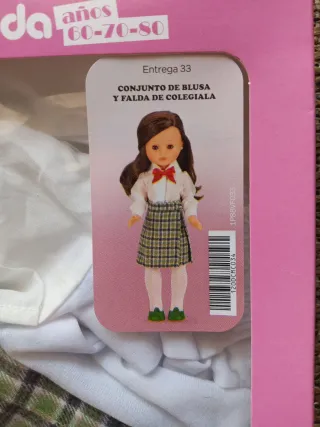 da años
60-70-80
Entrega 33
CONJUNTO DE BLUSA
Y FALDA DE COLEGIALA